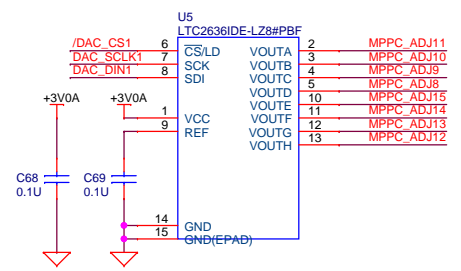 U5
LTC2636IDE-LZ8#PBF
/DAC_CS1 6 CS/LD VOUTA 2 MPPC_ADJ11
DAC_SCLK1 7 SCK VOUTB 3 MPPC_ADJ10
DAC_DIN1 8 SDI VOUTC 4 MPPC_ADJ9
VOUTD 5 MPPC_ADJ8
+3V0A +3V0A VOUTE 10 MPPC_ADJ15
1 VCC VOUTF 11 MPPC_ADJ14
9 REF VOUTG 12 MPPC_ADJ13
VOUTH 13 MPPC_ADJ12
C68 C69
0.1U 0.1U
14 GND
15 GND(EPAD)